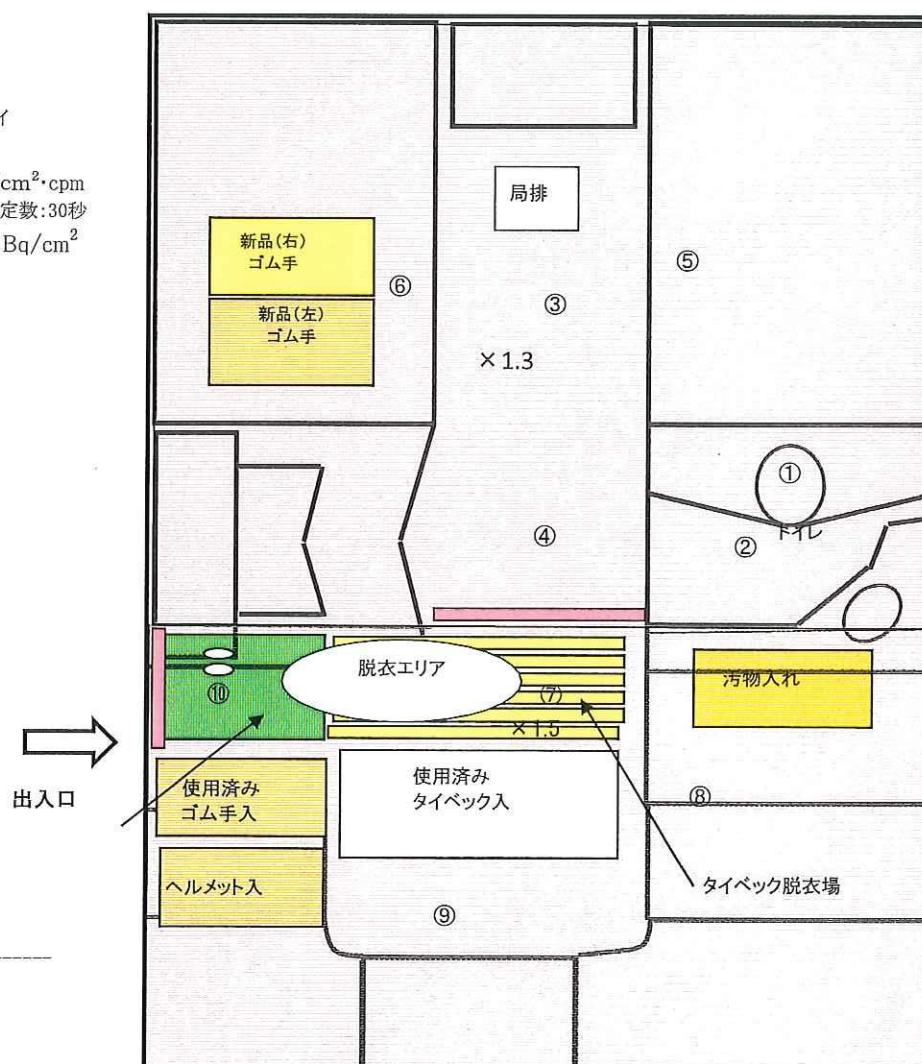 イ
cm²･cpm
定数:30秒
Bq/cm²
局排
新品(右)
ゴム手
⑥
⑤
③
新品(左)
ゴム手
×1.3
①
④
②
トイレ
脱衣エリア
⑩
⑦
汚物入れ
×1.5
出入口
使用済み
ゴム手入
使用済み
タイベック入
⑧
ヘルメット入
タイベック脱衣場
⑨